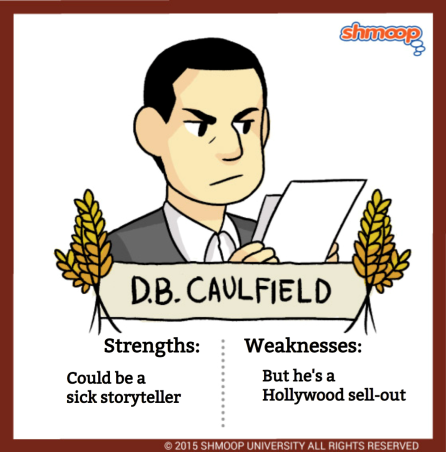 shmoop
D.B. CAULFIELD
Strengths:
Could be a
sick storyteller
Weaknesses:
But he's a
Hollywood sell-out
© 2015 SHMOOP UNIVERSITY ALL RIGHTS RESERVED